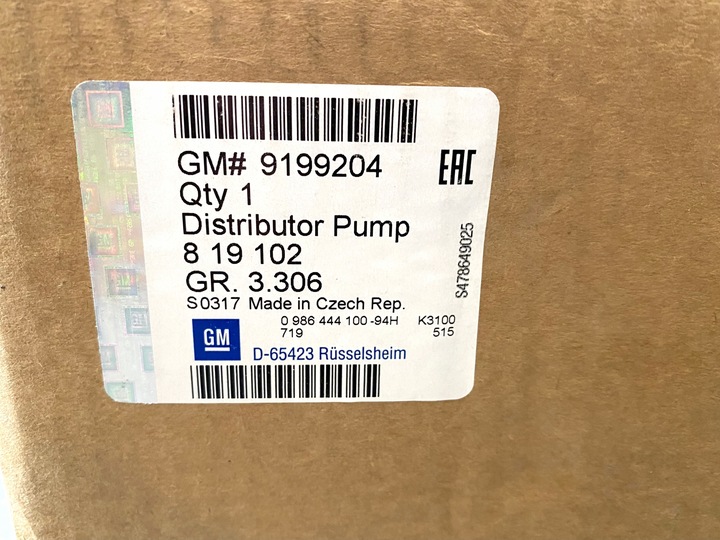 GM# 9199204
EAC
Qty 1
Distributor Pump
8 19 102
GR. 3.306
S0317 Made in Czech Rep.
0 986 444 100 -94H K3100
719 515
GM
D-65423 Rüsselsheim
S478649025